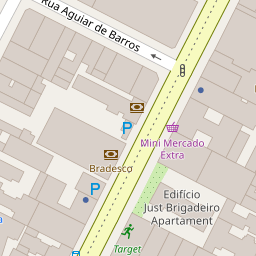 Rua Aguiar de Barros
P
Mini Mercado
Extra
Bradesco
P
Edifício
Just Brigadeiro
Apartament
Target